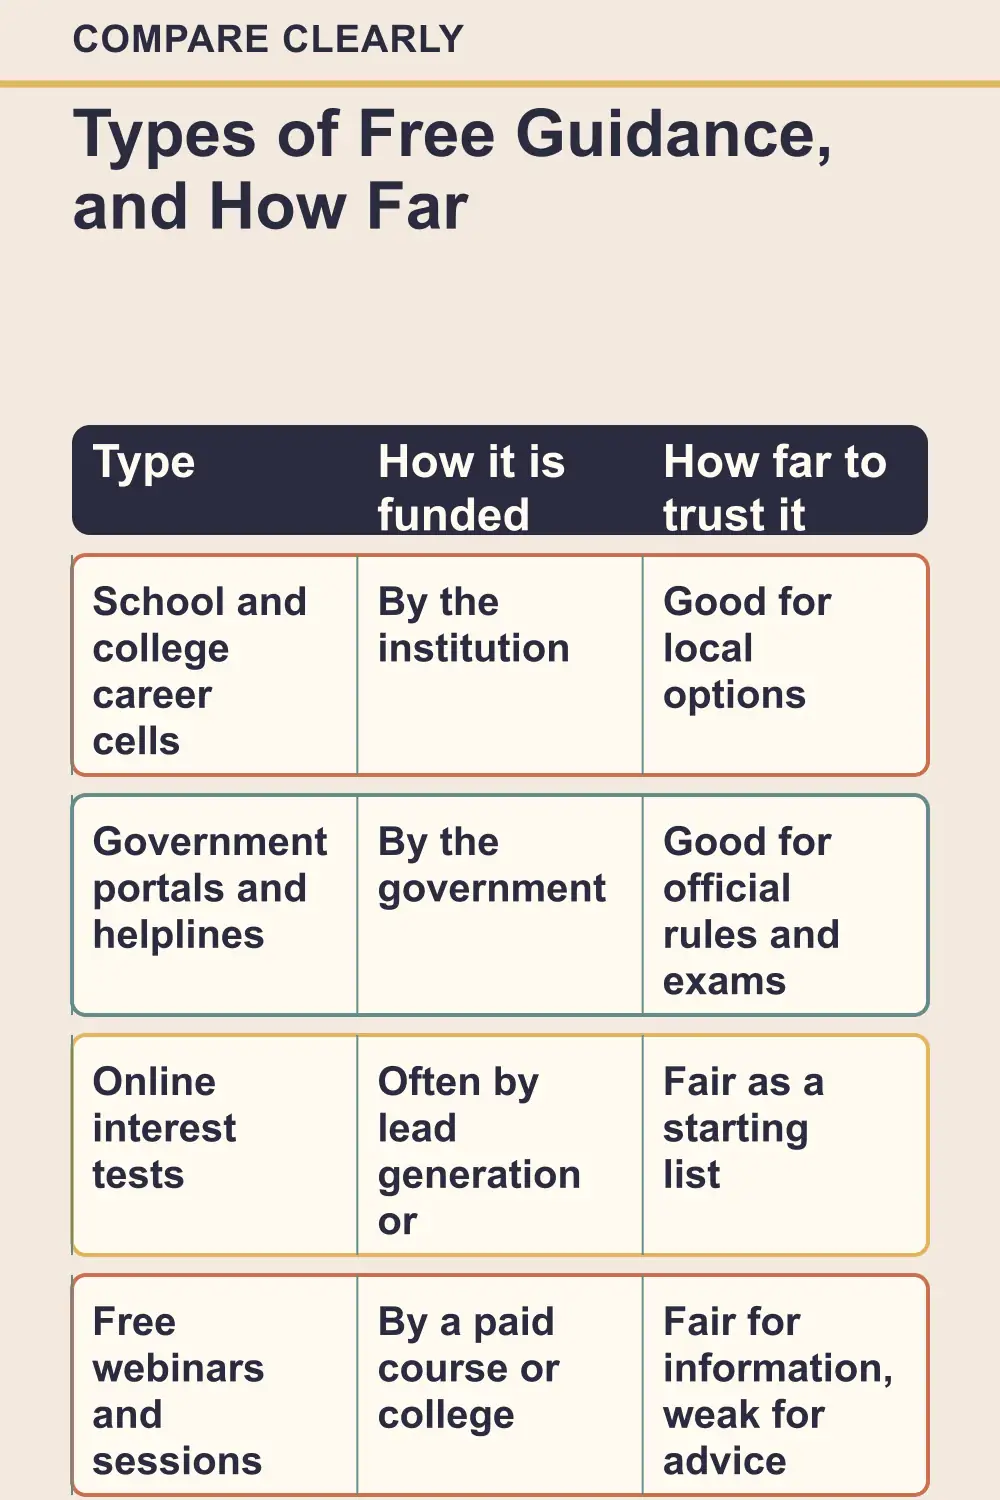 COMPARE CLEARLY
Types of Free Guidance,
and How Far
Type
How it is
funded
How far to
trust it
School and
college
career
cells
By the
institution
Good for
local
options
Government
portals and
helplines
By the
government
Good for
official
rules and
exams
Online
interest
tests
Often by
lead
generation
or
Fair as a
starting
list
Free
webinars
and
sessions
By a paid
course or
college
Fair for
information,
weak for
advice